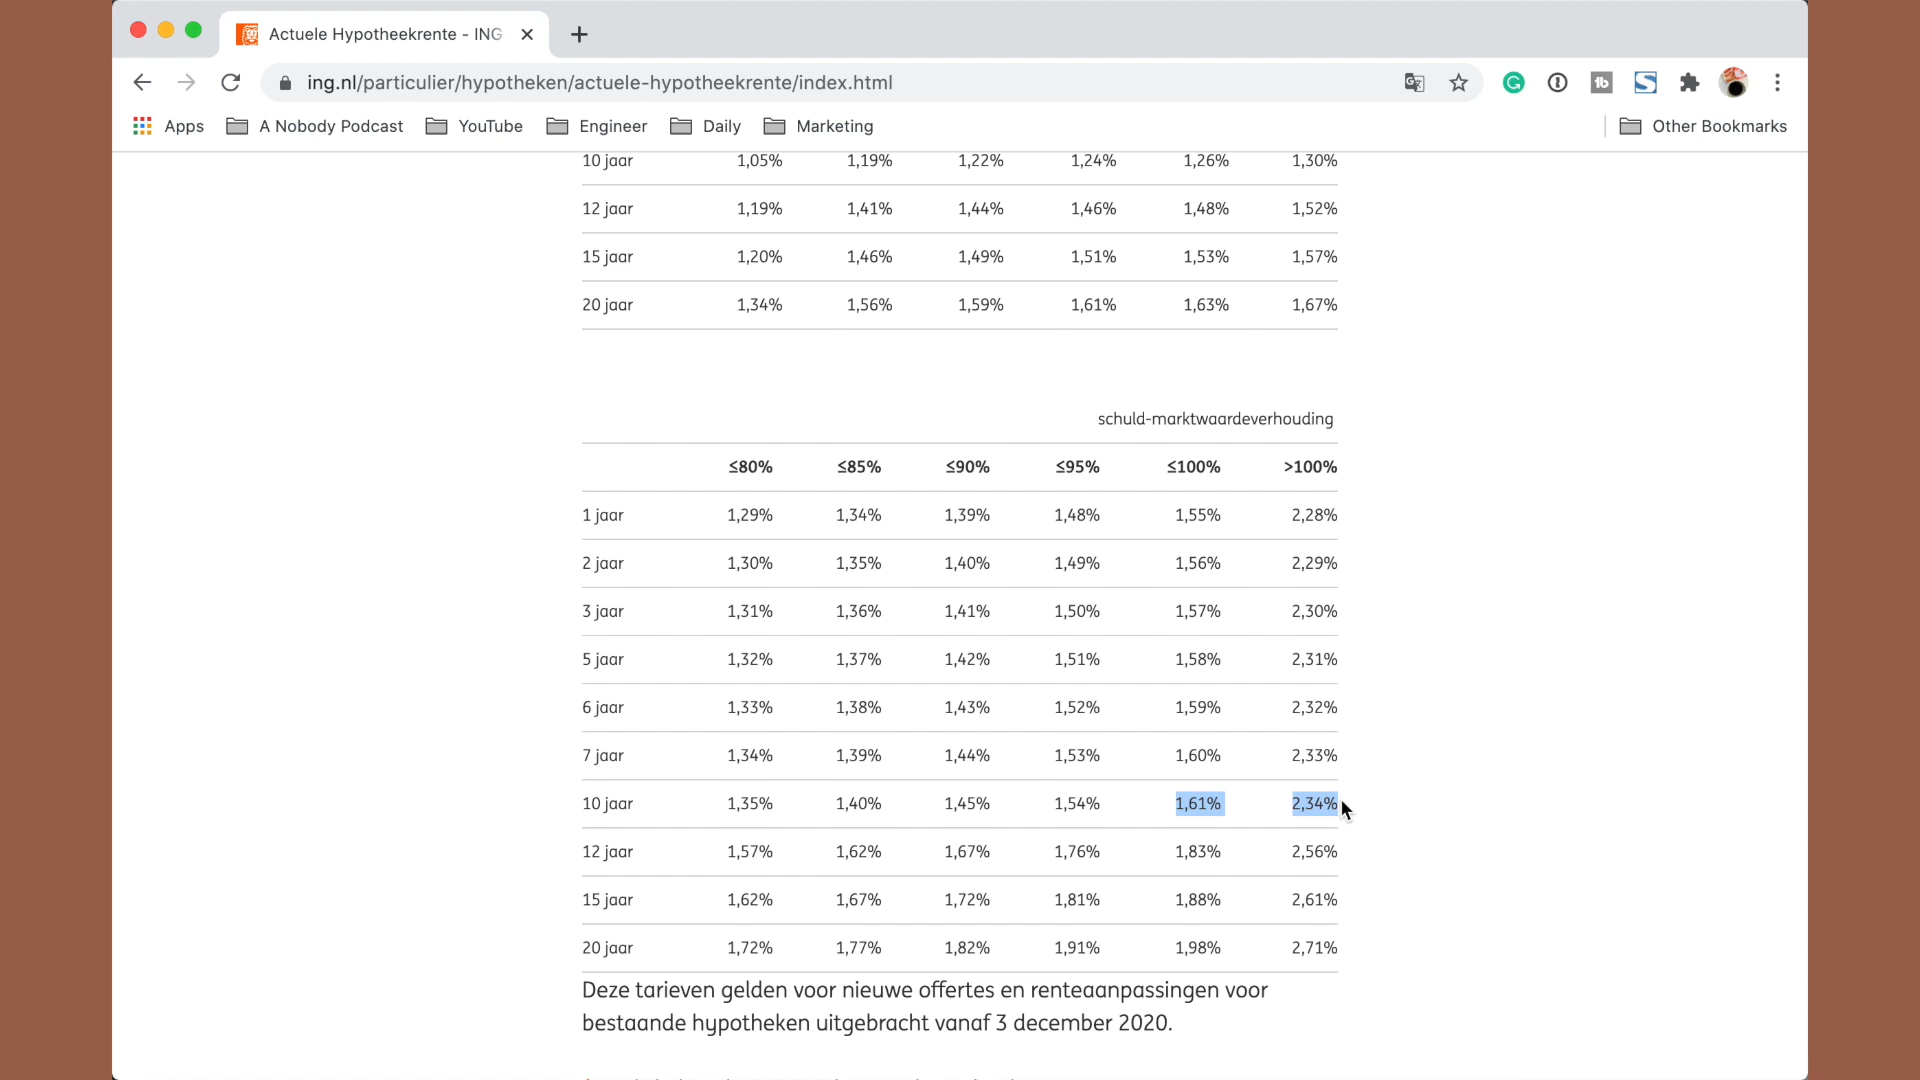 Actuele Hypotheekrente - ING
ing.nl/particulier/hypotheken/actuele-hypotheekrente/index.html
Apps A Nobody Podcast YouTube Engineer Daily Marketing Other Bookmarks
10 jaar 1,05% 1,19% 1,22% 1,24% 1,26% 1,30%
12 jaar 1,19% 1,41% 1,44% 1,46% 1,48% 1,52%
15 jaar 1,20% 1,46% 1,49% 1,51% 1,53% 1,57%
20 jaar 1,34% 1,56% 1,59% 1,61% 1,63% 1,67%
schuld-marktwaardeverhouding
≤80% ≤85% ≤90% ≤95% ≤100% >100%
1 jaar 1,29% 1,34% 1,39% 1,48% 1,55% 2,28%
2 jaar 1,30% 1,35% 1,40% 1,49% 1,56% 2,29%
3 jaar 1,31% 1,36% 1,41% 1,50% 1,57% 2,30%
5 jaar 1,32% 1,37% 1,42% 1,51% 1,58% 2,31%
6 jaar 1,33% 1,38% 1,43% 1,52% 1,59% 2,32%
7 jaar 1,34% 1,39% 1,44% 1,53% 1,60% 2,33%
10 jaar 1,35% 1,40% 1,45% 1,54% 1,61% 2,34%
12 jaar 1,57% 1,62% 1,67% 1,76% 1,83% 2,56%
15 jaar 1,62% 1,67% 1,72% 1,81% 1,88% 2,61%
20 jaar 1,72% 1,77% 1,82% 1,91% 1,98% 2,71%
Deze tarieven gelden voor nieuwe offertes en renteaanpassingen voor
bestaande hypotheken uitgebracht vanaf 3 december 2020.